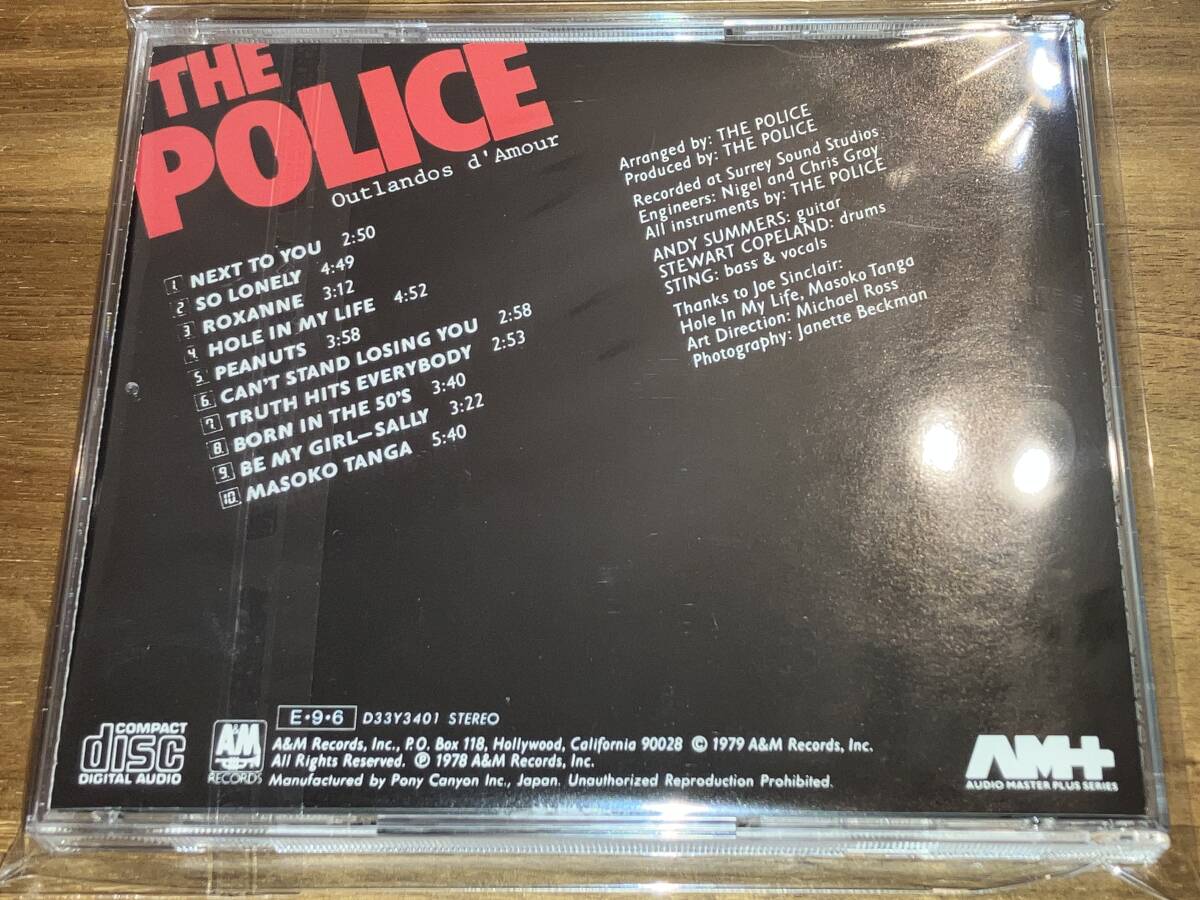 THE
POLICE
Outlandos d'Amour
1. NEXT TO YOU 2:50
2. SO LONELY 4:49
3. ROXANNE 3:12
4. HOLE IN MY LIFE 4:52
5. PEANUTS 3:58
6. CAN'T STAND LOSING YOU 2:58
7. TRUTH HITS EVERYBODY 2:53
8. BORN IN THE 50'S 3:40
9. BE MY GIRL—SALLY 3:22
10. MASOKO TANGA 5:40
Arranged by: THE POLICE
Produced by: THE POLICE
Recorded at Surrey Sound Studios
Engineers: Nigel and Chris Gray
All instruments by: THE POLICE
ANDY SUMMERS: guitar
STEWART COPELAND: drums
STING: bass & vocals
Thanks to Joe Sinclair:
Hole In My Life, Masoko Tanga
Art Direction: Michael Ross
Photography: Janette Beckman
COMPACT
disc
DIGITAL AUDIO
A&M
RECORDS
E•9•6 D33Y3401 STEREO
A&M Records, Inc., P.O. Box 118, Hollywood, California 90028 © 1979 A&M Records, Inc.
All Rights Reserved. ℗ 1978 A&M Records, Inc.
Manufactured by Pony Canyon Inc., Japan. Unauthorized Reproduction Prohibited.
AM+
AUDIO MASTER PLUS SERIES